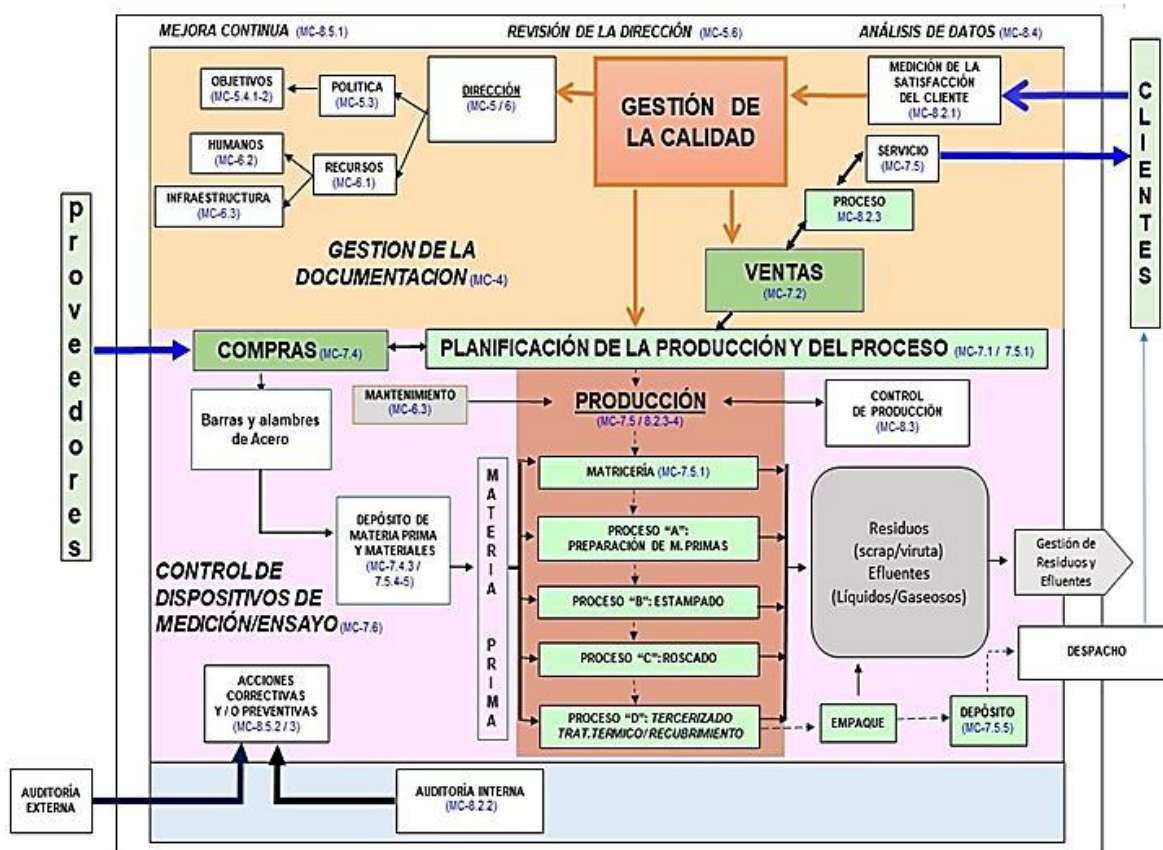 MEJORA CONTINUA (MC-8.5.1)
REVISIÓN DE LA DIRECCIÓN (MC-5.6)
ANÁLISIS DE DATOS (MC-8.4)
OBJETIVOS
(MC-5.4.1-2)
POLITICA
(MC-5.3)
DIRECCIÓN
(MC-5 / 6)
GESTIÓN DE
LA CALIDAD
MEDICIÓN DE LA
SATISFACCIÓN
DEL CLIENTE
(MC-8.2.1)
CLIENTES
HUMANOS
(MC-6.2)
RECURSOS
(MC-6.1)
INFRAESTRUCTURA
(MC-6.3)
SERVICIO
(MC-7.5)
PROCESO
MC-8.2.3
proveedores
GESTION DE LA
DOCUMENTACION (MC-4)
VENTAS
(MC-7.2)
COMPRAS (MC-7.4)
PLANIFICACIÓN DE LA PRODUCCIÓN Y DEL PROCESO (MC-7.1 / 7.5.1)
Barras y alambres
de Acero
MANTENIMIENTO
(MC-6.3)
PRODUCCIÓN
(MC-7.5 / 8.2.3-4)
CONTROL
DE PRODUCCIÓN
(MC-8.3)
DEPÓSITO DE
MATERIA PRIMA
Y MATERIALES
(MC-7.4.3 /
7.5.4-5)
MATERIA PRIMA
MATRICERÍA (MC-7.5.1)
PROCESO "A":
PREPARACIÓN DE M. PRIMAS
PROCESO "B": ESTAMPADO
PROCESO "C": ROSCADO
PROCESO "D": TERCERIZADO
TRAT.TERMICO/RECUBRIMIENTO
Residuos
(scrap/viruta)
Efluentes
(Líquidos/Gaseosos)
Gestión de
Residuos y
Efluentes
CONTROL DE
DISPOSITIVOS DE
MEDICIÓN/ENSAYO (MC-7.6)
DESPACHO
EMPAQUE
DEPÓSITO
(MC-7.5.5)
ACCIONES
CORRECTIVAS
Y / O PREVENTIVAS
(MC-8.5.2 / 3)
AUDITORÍA
EXTERNA
AUDITORÍA INTERNA
(MC-8.2.2)